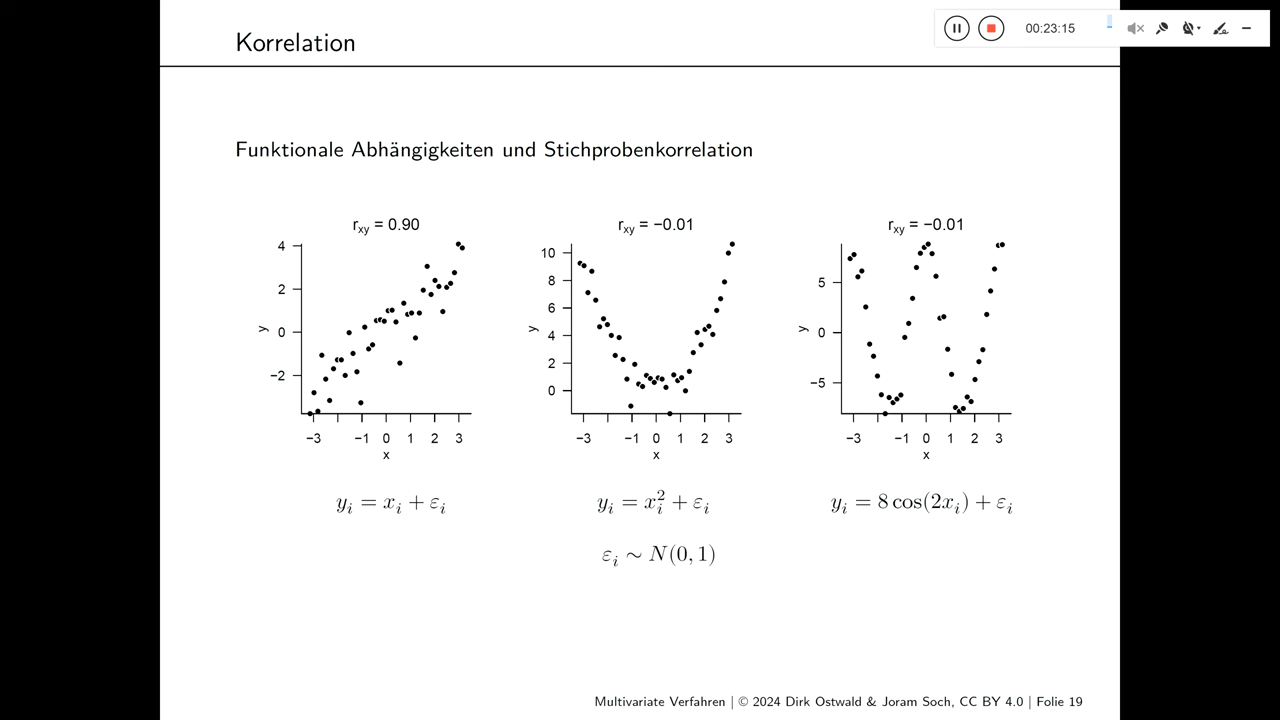 00:23:15
Korrelation
Funktionale Abhängigkeiten und Stichprobenkorrelation
r_xy = 0.90 r_xy = −0.01 r_xy = −0.01
4
2
0
−2
y
−3 −1 0 1 2 3
x
10
8
6
4
2
0
y
−3 −1 0 1 2 3
x
5
0
−5
y
−3 −1 0 1 2 3
x
y_i = x_i + ε_i y_i = x_i^2 + ε_i y_i = 8 cos(2x_i) + ε_i
ε_i ∼ N(0, 1)
Multivariate Verfahren | © 2024 Dirk Ostwald & Joram Soch, CC BY 4.0 | Folie 19